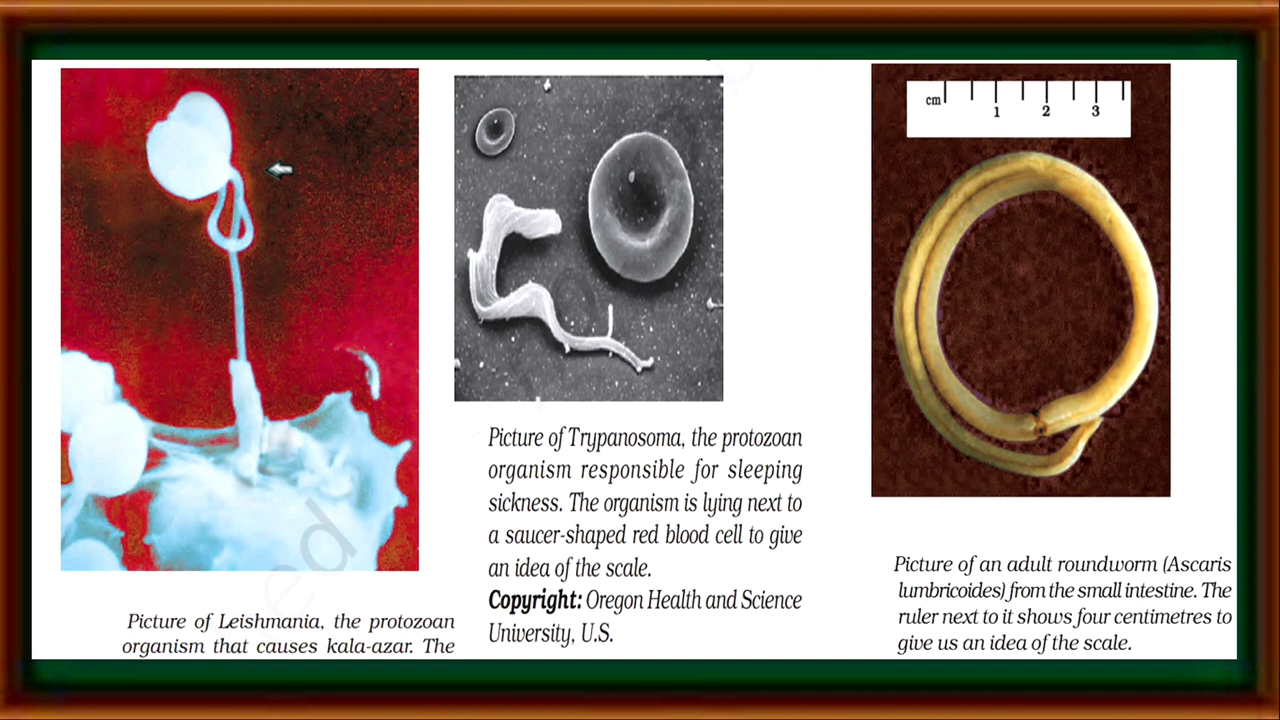 Picture of Leishmania, the protozoan
organism that causes kala-azar. The
Picture of Trypanosoma, the protozoan
organism responsible for sleeping
sickness. The organism is lying next to
a saucer-shaped red blood cell to give
an idea of the scale.
Copyright: Oregon Health and Science
University, U.S.
cm 1 2 3
Picture of an adult roundworm (Ascaris
lumbricoides) from the small intestine. The
ruler next to it shows four centimetres to
give us an idea of the scale.